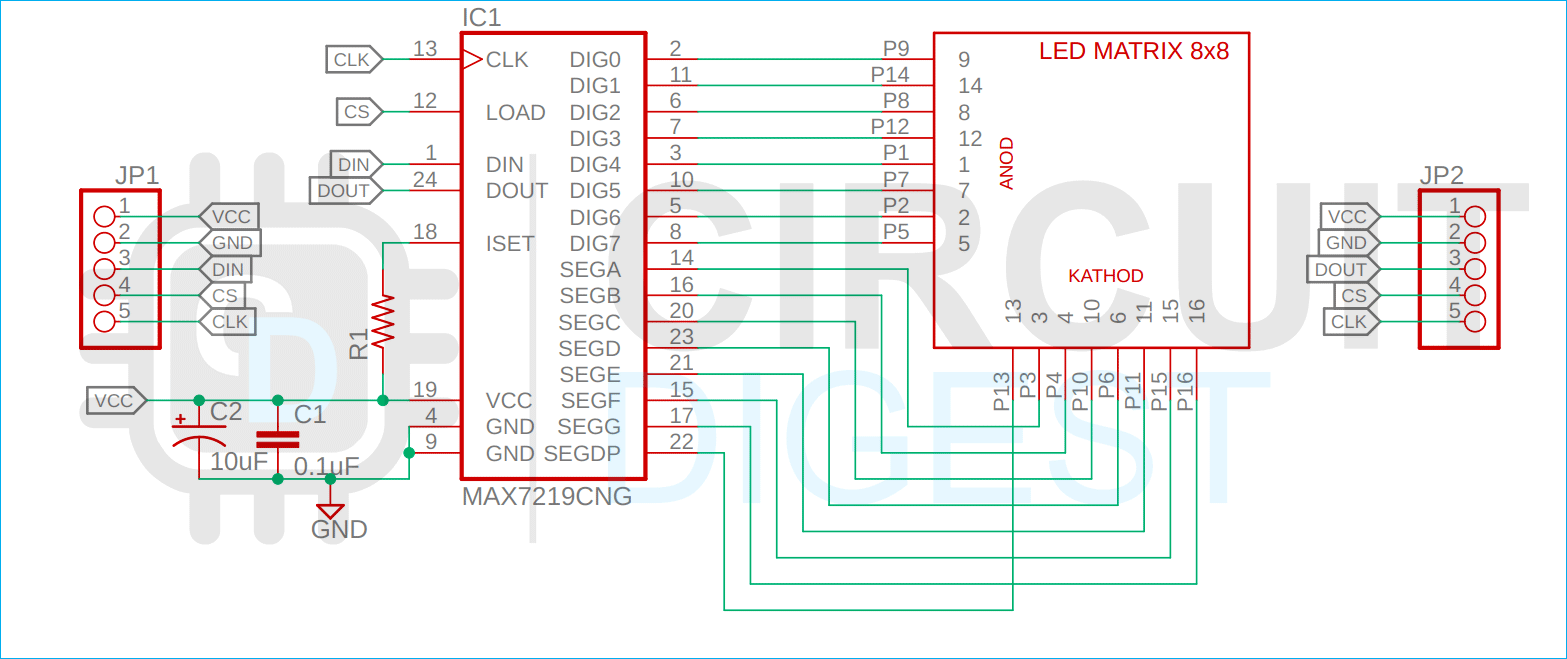 IC1
LED MATRIX 8x8
CLK 13 CLK DIG0 2 P9 9
DIG1 11 P14 14
CS 12 LOAD DIG2 6 P8 8
DIG3 7 P12 12
DIN 1 DIN DIG4 3 P1 1
DOUT 24 DOUT DIG5 10 P7 7
DIG6 5 P2 2
18 ISET DIG7 8 P5 5
ANOD
SEGA 14
SEGB 16
SEGC 20
SEGD 23
SEGE 21
19 VCC SEGF 15
4 GND SEGG 17
9 GND SEGDP 22
MAX7219CNG
KATHOD
13 3 4 10 6 11 15 16
P13 P3 P4 P10 P6 P11 P15 P16
JP1
1 VCC
2 GND
3 DIN
4 CS
5 CLK
R1
VCC
+ C2 C1
10uF 0.1uF
GND
JP2
VCC 1
GND 2
DOUT 3
CS 4
CLK 5
CIRCUIT
DIGEST
D